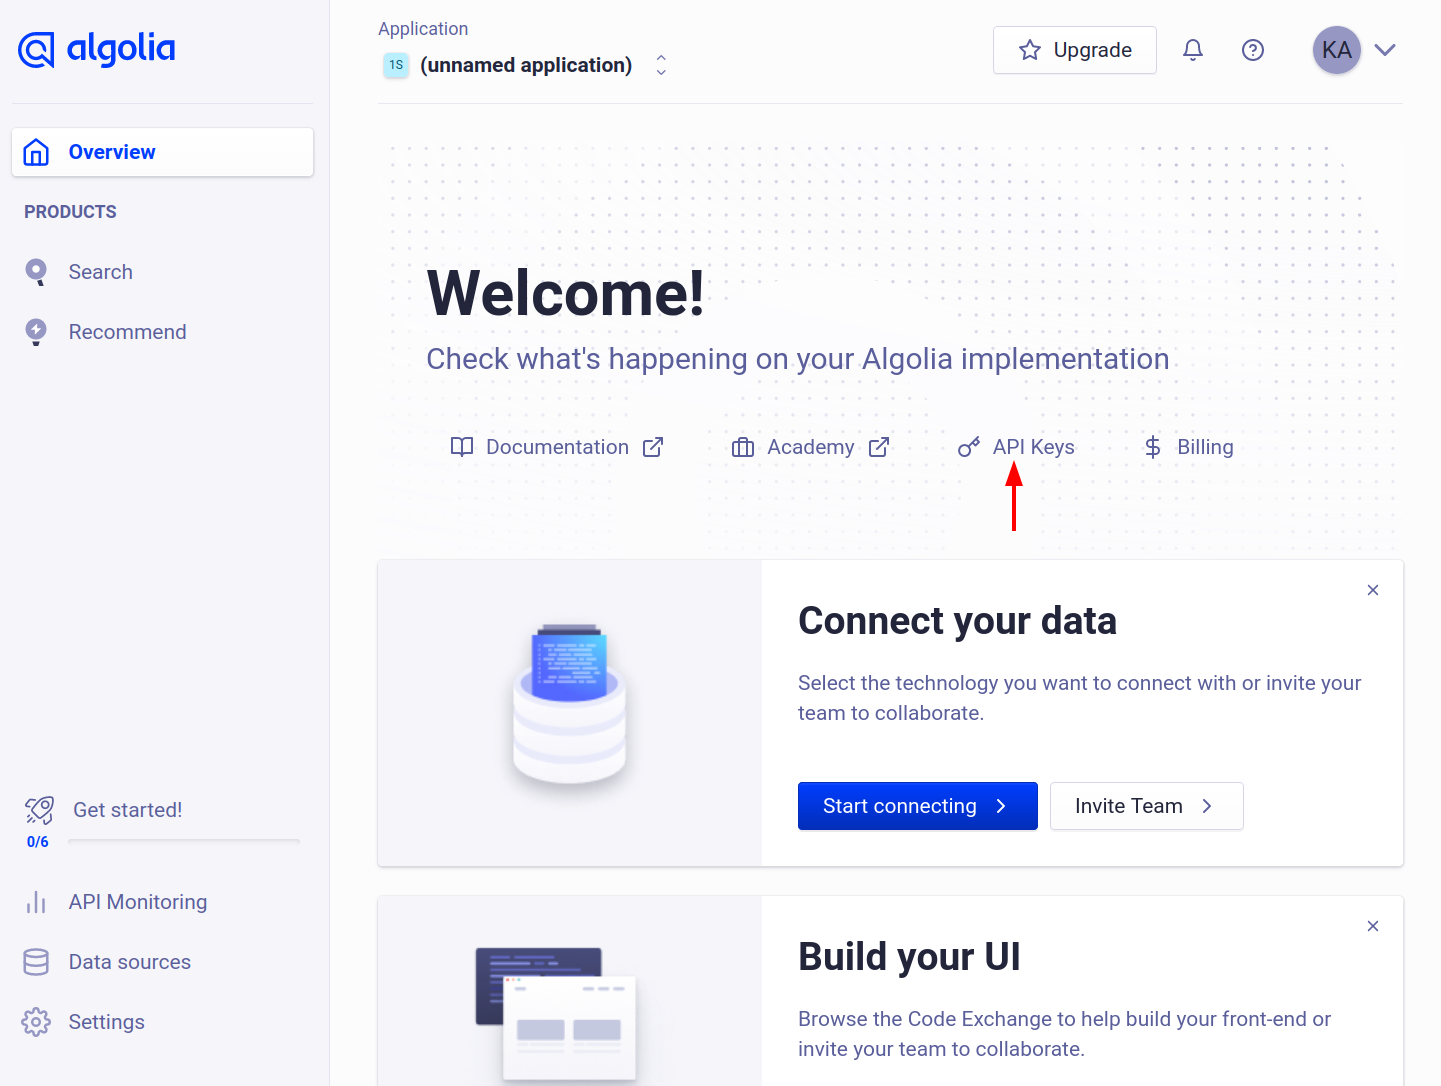 algolia
Application
1S (unnamed application)
Upgrade
KA
Overview
PRODUCTS
Search
Recommend
Welcome!
Check what's happening on your Algolia implementation
Documentation
Academy
API Keys
Billing
Connect your data
Select the technology you want to connect with or invite your
team to collaborate.
Start connecting
Invite Team
Get started!
0/6
API Monitoring
Data sources
Settings
Build your UI
Browse the Code Exchange to help build your front-end or
invite your team to collaborate.